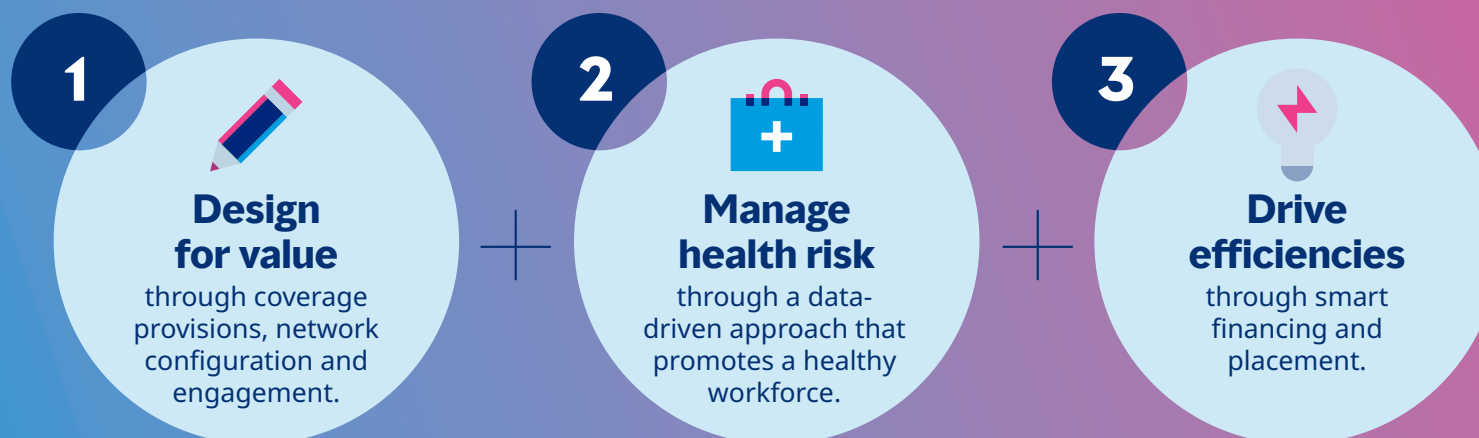 1
Design
for value
through coverage
provisions, network
configuration and
engagement.
2
Manage
health risk
through a data-
driven approach that
promotes a healthy
workforce.
3
Drive
efficiencies
through smart
financing and
placement.